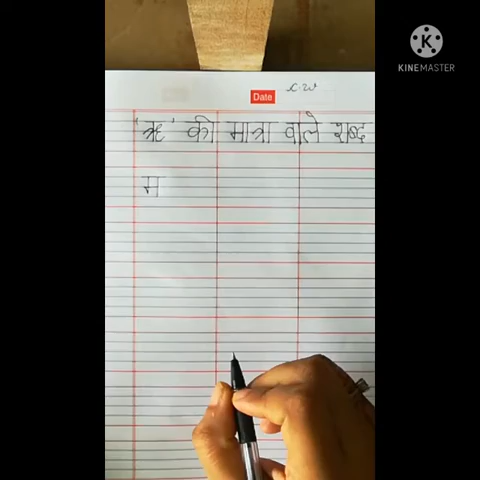 K
KINEMASTER
Date C.W
'ऋ' की मात्रा वाले शब्द
म